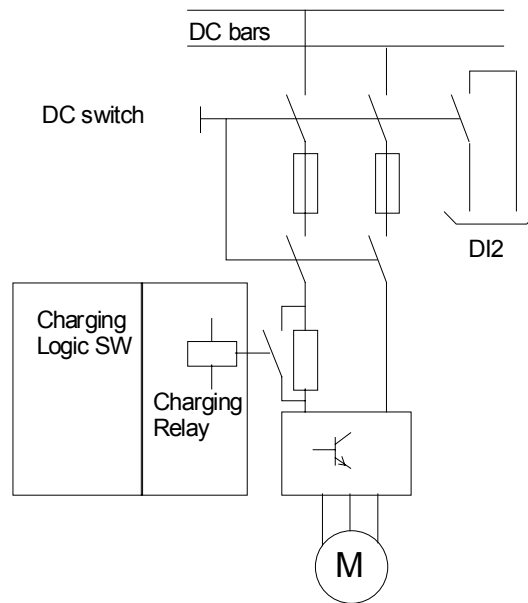 DC bars
DC switch
DI2
Charging
Logic SW
Charging
Relay
M